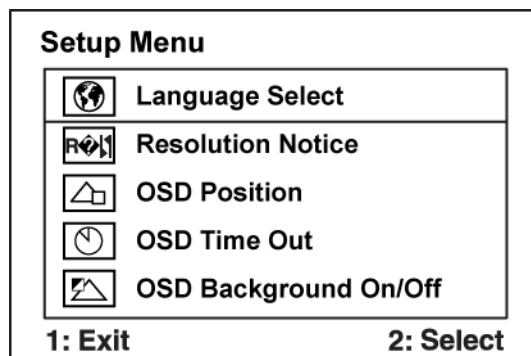 Setup Menu
Language Select
Resolution Notice
OSD Position
OSD Time Out
OSD Background On/Off
1: Exit 2: Select